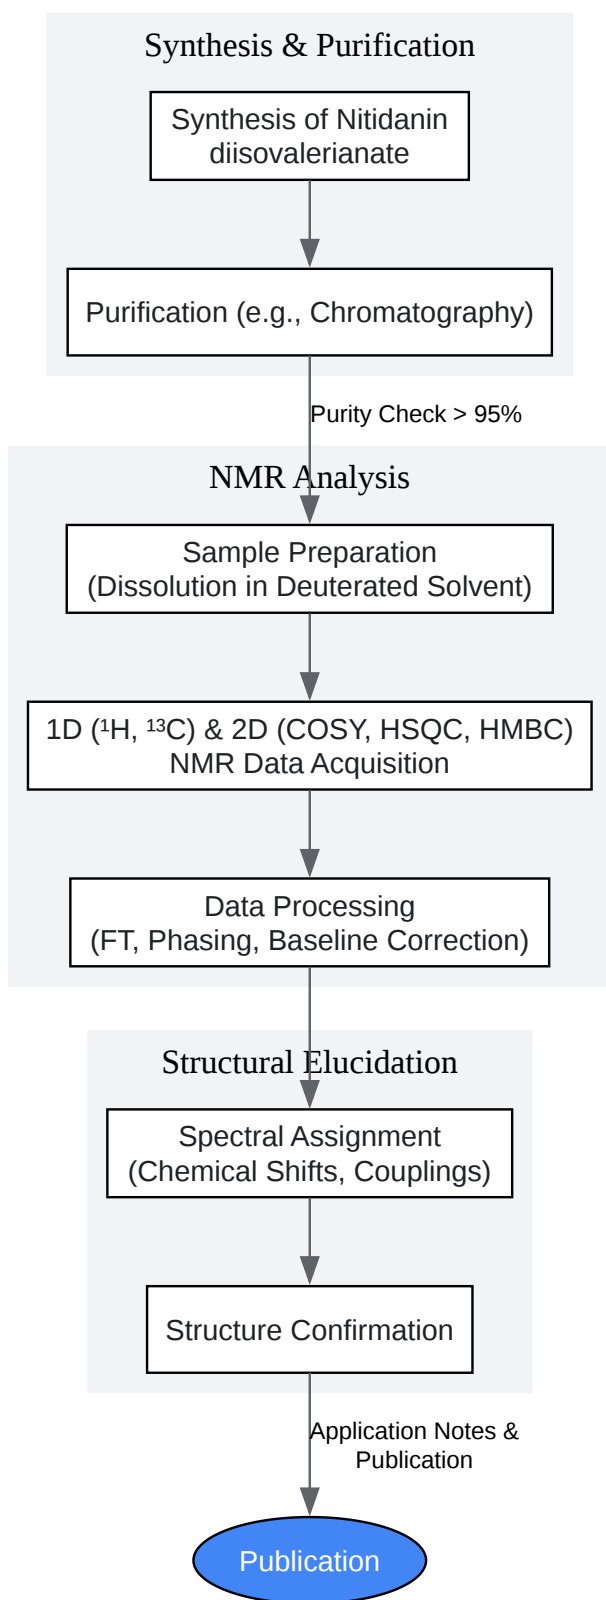 Synthesis & Purification
Synthesis of Nitidanin
diisovalerianate
Purification (e.g., Chromatography)
Purity Check > 95%
NMR Analysis
Sample Preparation
(Dissolution in Deuterated Solvent)
1D (¹H, ¹³C) & 2D (COSY, HSQC, HMBC)
NMR Data Acquisition
Data Processing
(FT, Phasing, Baseline Correction)
Structural Elucidation
Spectral Assignment
(Chemical Shifts, Couplings)
Structure Confirmation
Application Notes &
Publication
Publication